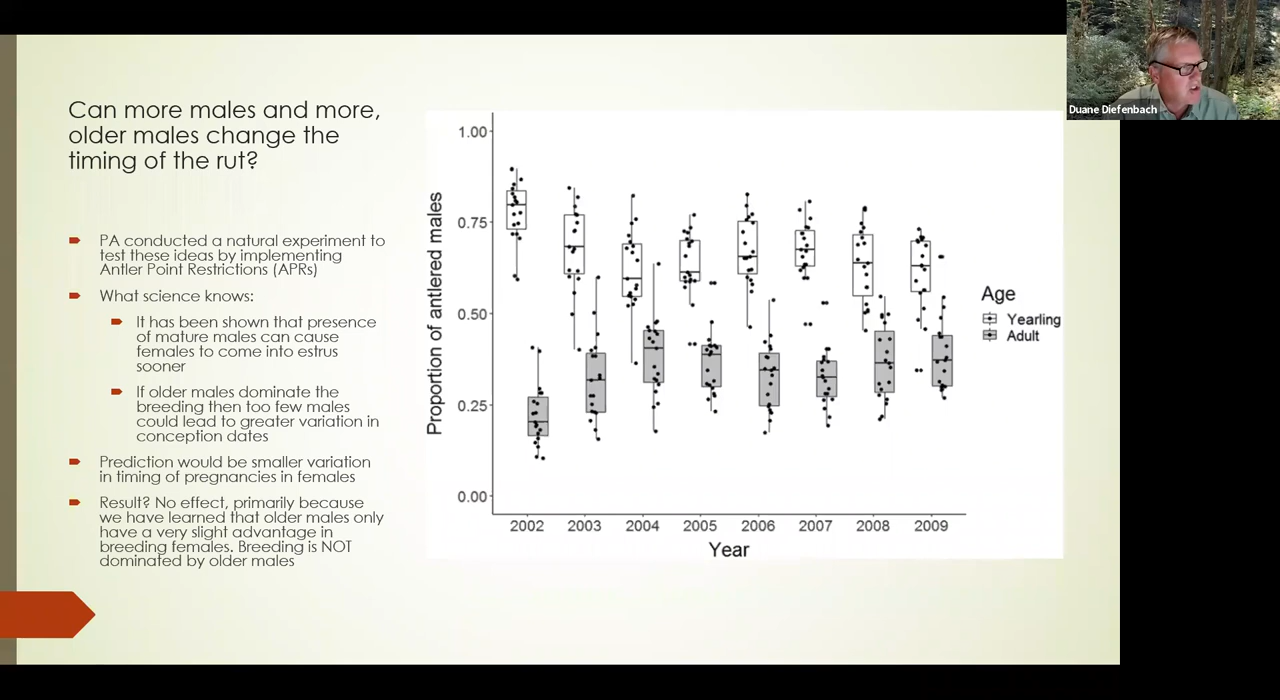 Duane Diefenbach
Can more males and more,
older males change the
timing of the rut?
PA conducted a natural experiment to
test these ideas by implementing
Antler Point Restrictions (APRs)
What science knows:
It has been shown that presence
of mature males can cause
females to come into estrus
sooner
If older males dominate the
breeding then too few males
could lead to greater variation in
conception dates
Prediction would be smaller variation
in timing of pregnancies in females
Result? No effect, primarily because
we have learned that older males only
have a very slight advantage in
breeding females. Breeding is NOT
dominated by older males
Proportion of antlered males
1.00
0.75
0.50
0.25
0.00
2002 2003 2004 2005 2006 2007 2008 2009
Year
Age
Yearling
Adult